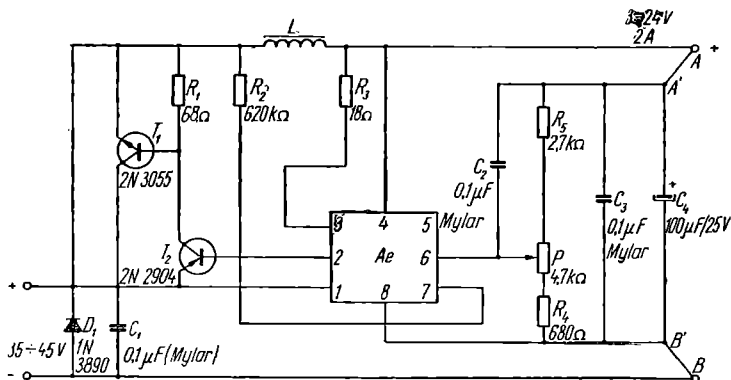 L
3÷24V
2A
A +
R1
68Ω
R2
620kΩ
R3
18Ω
A'
T1
2N 3055
C2
0,1µF
Mylar
R5
2,7kΩ
T2
2N 2904
3 4 5
2 Ae 6
1 8 7
P
4,7kΩ
C3
0,1µF
Mylar
+
C4
100µF/25V
+
35÷45V
-
D1
1N
3890
C1
0,1µF(Mylar)
R4
680Ω
B'
B
-